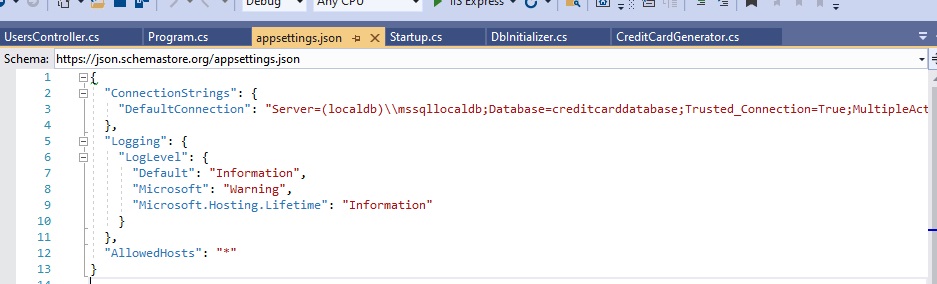 Debug Any CPU IIS Express
UsersController.cs Program.cs appsettings.json Startup.cs DbInitializer.cs CreditCardGenerator.cs
Schema: https://json.schemastore.org/appsettings.json
1 {
2 "ConnectionStrings": {
3 "DefaultConnection": "Server=(localdb)\\mssqllocaldb;Database=creditcarddatabase;Trusted_Connection=True;MultipleAct
4 },
5 "Logging": {
6 "LogLevel": {
7 "Default": "Information",
8 "Microsoft": "Warning",
9 "Microsoft.Hosting.Lifetime": "Information"
10 }
11 },
12 "AllowedHosts": "*"
13 }
14